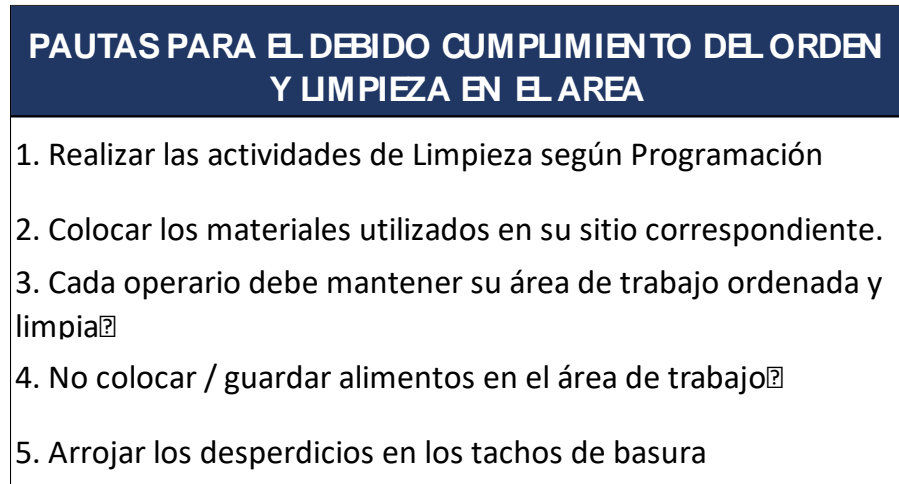 PAUTAS PARA EL DEBIDO CUMPLIMIENTO DEL ORDEN
Y LIMPIEZA EN EL AREA
1. Realizar las actividades de Limpieza según Programación
2. Colocar los materiales utilizados en su sitio correspondiente.
3. Cada operario debe mantener su área de trabajo ordenada y
limpia⍰
4. No colocar / guardar alimentos en el área de trabajo⍰
5. Arrojar los desperdicios en los tachos de basura